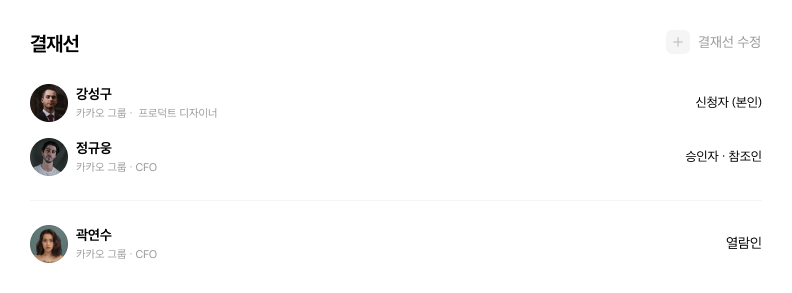 결재선
+ 결재선 수정
강성구
카카오 그룹 · 프로덕트 디자이너
신청자 (본인)
정규웅
카카오 그룹 · CFO
승인자 · 참조인
곽연수
카카오 그룹 · CFO
열람인